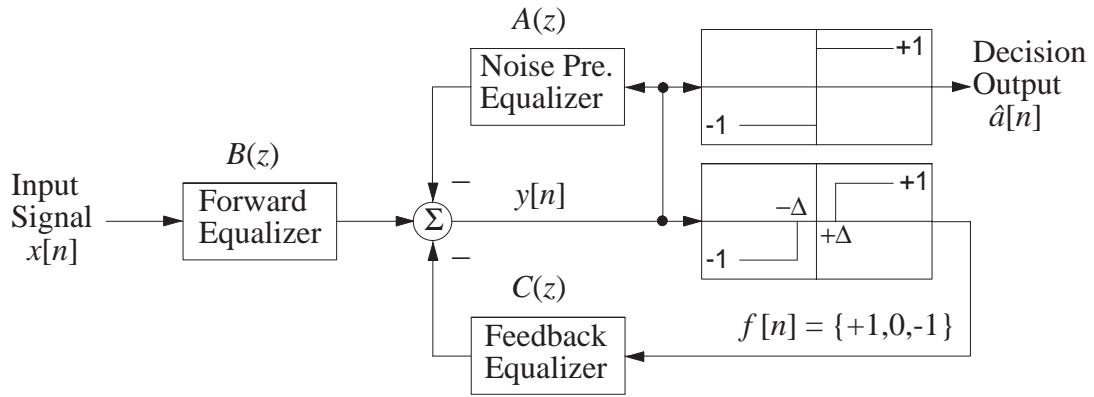 A(z)
Noise Pre.
Equalizer
+1
-1
Decision
Output
â[n]
B(z)
Input
Signal
x[n]
Forward
Equalizer
−
Σ
−
y[n]
−Δ
+Δ
+1
-1
C(z)
Feedback
Equalizer
f[n] = {+1,0,-1}